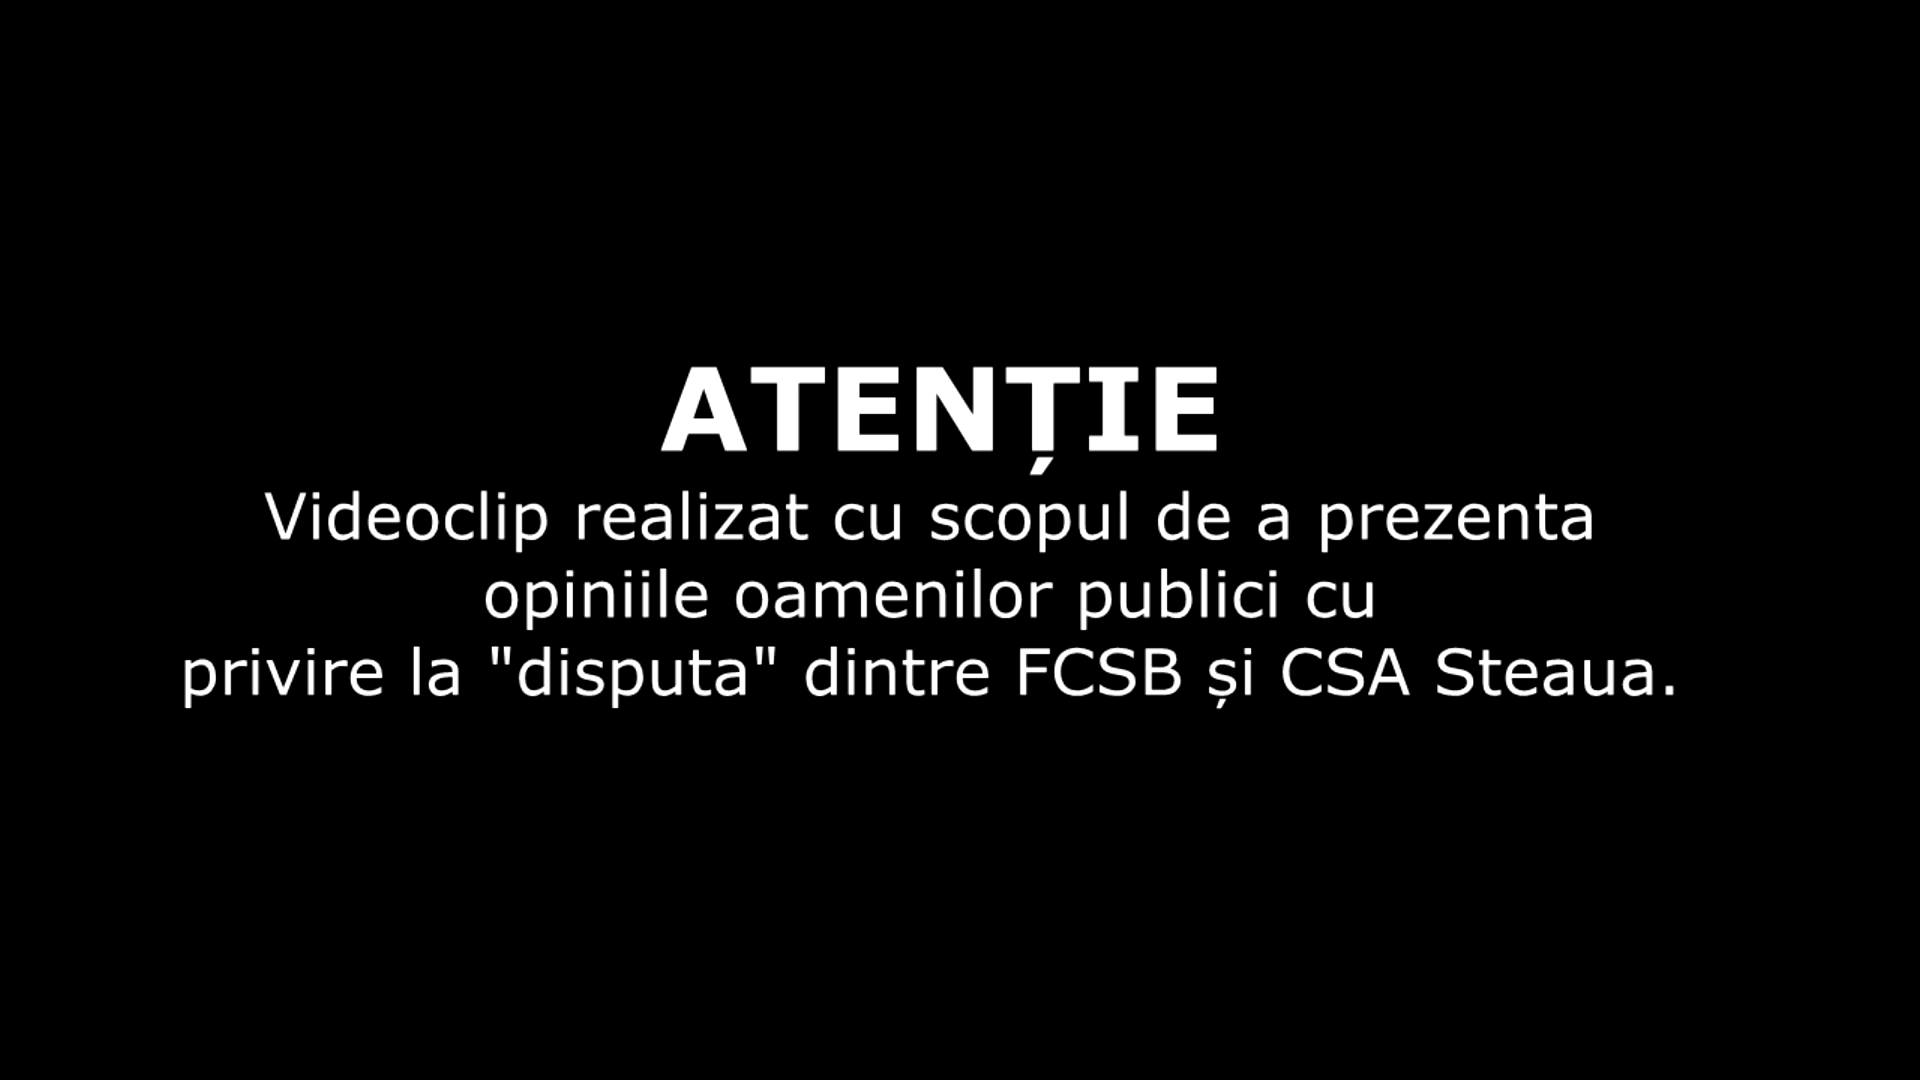 ATENȚIE
Videoclip realizat cu scopul de a prezenta
opiniile oamenilor publici cu
privire la "disputa" dintre FCSB și CSA Steaua.